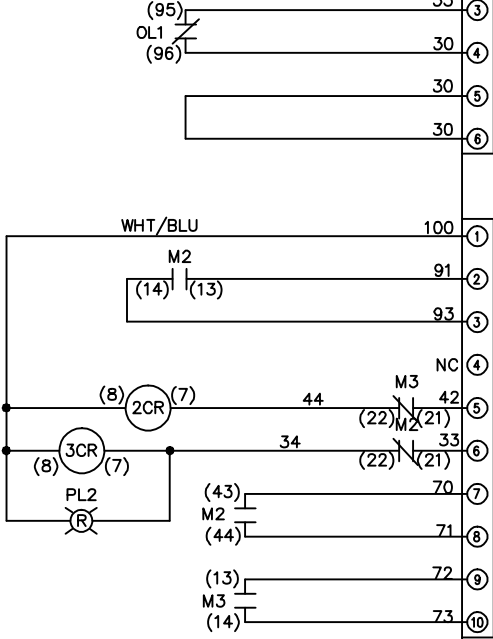 (95) 33 3
OL1
(96) 30 4
30 5
30 6
WHT/BLU 100 1
M2 91 2
(14) (13)
93 3
NC 4
M3
(8) 2CR (7) 44 42 5
(22) (21)
M2
3CR 34 33 6
(8) (7) (22) (21)
PL2
(43) 70 7
R M2
(44) 71 8
(13) 72 9
M3
(14) 73 10